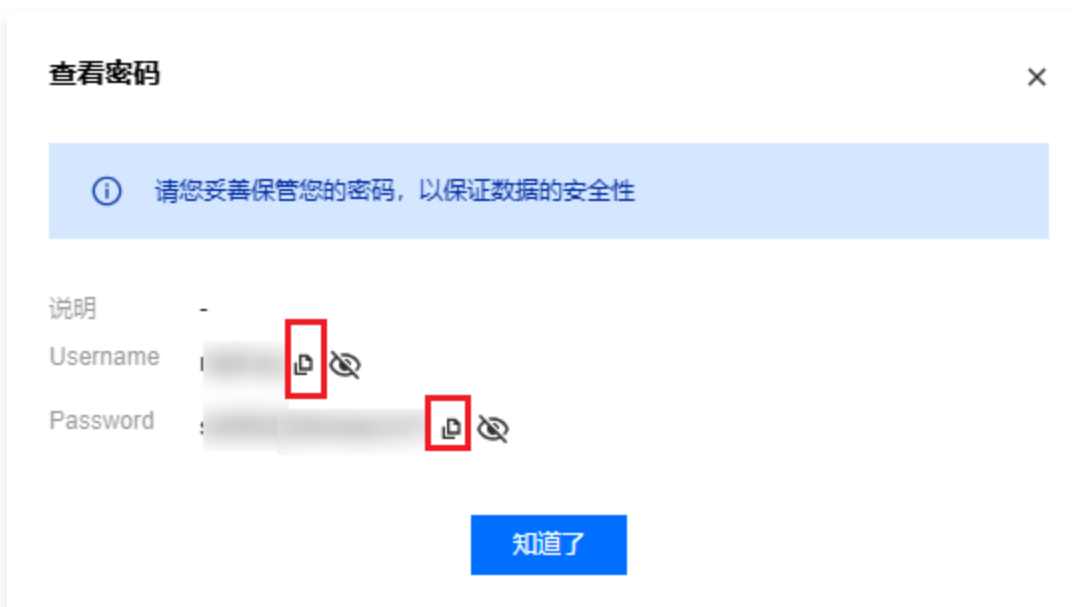 查看密码
请您妥善保管您的密码，以保证数据的安全性
说明 -
Username
Password
知道了